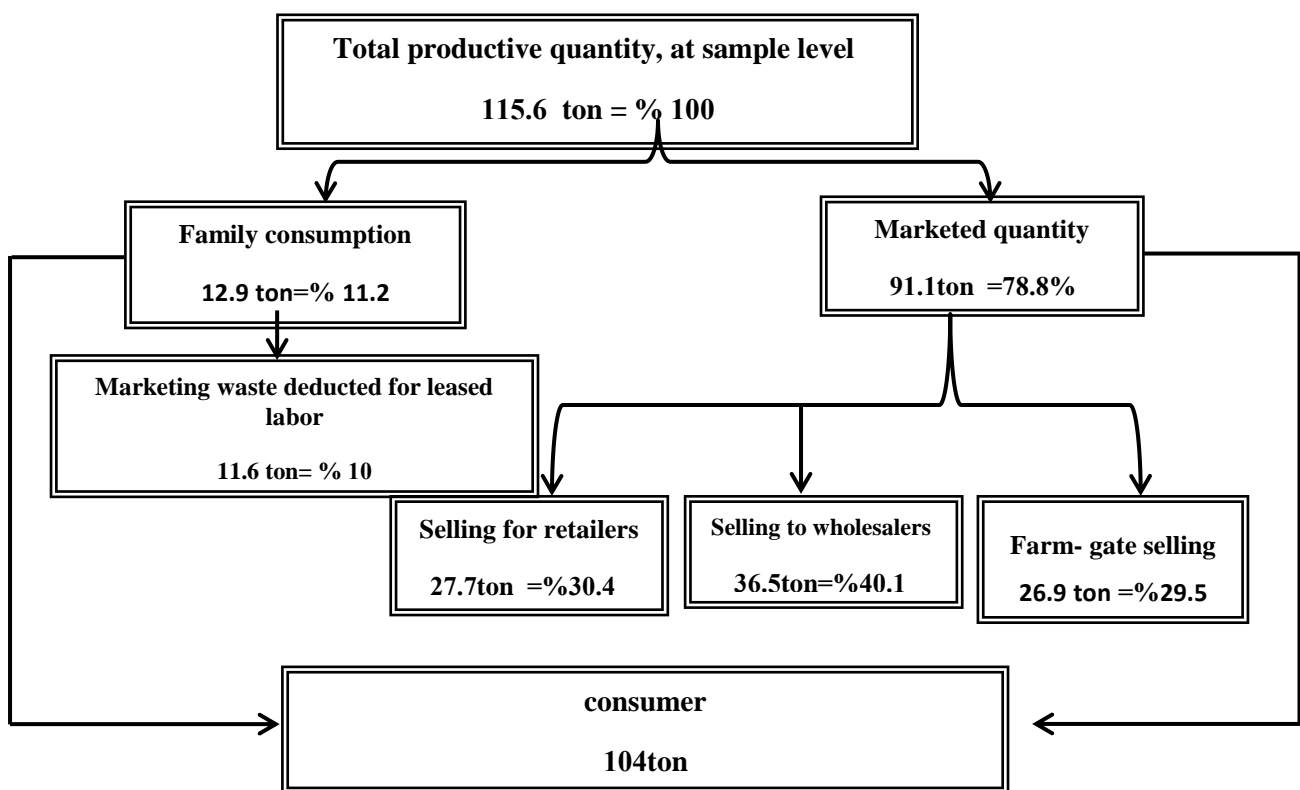 Total productive quantity, at sample level
115.6 ton = % 100
Family consumption
12.9 ton=% 11.2
Marketed quantity
91.1ton =78.8%
Marketing waste deducted for leased
labor
11.6 ton= % 10
Selling for retailers
27.7ton =%30.4
Selling to wholesalers
36.5ton=%40.1
Farm- gate selling
26.9 ton =%29.5
consumer
104ton